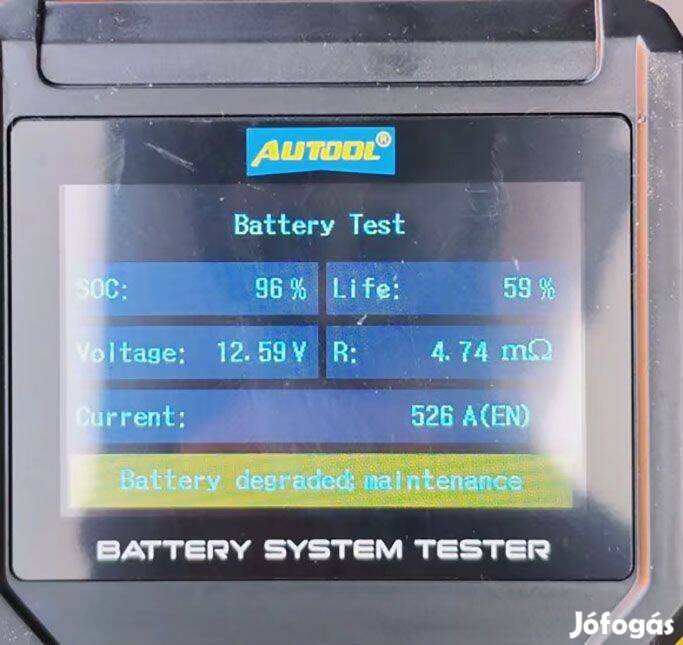 AUTOOL®
Battery Test
SOC: 96% Life: 59%
Voltage: 12.59V R: 4.74 mΩ
Current: 526 A(EN)
Battery degraded; maintenance
BATTERY SYSTEM TESTER
Jófogás